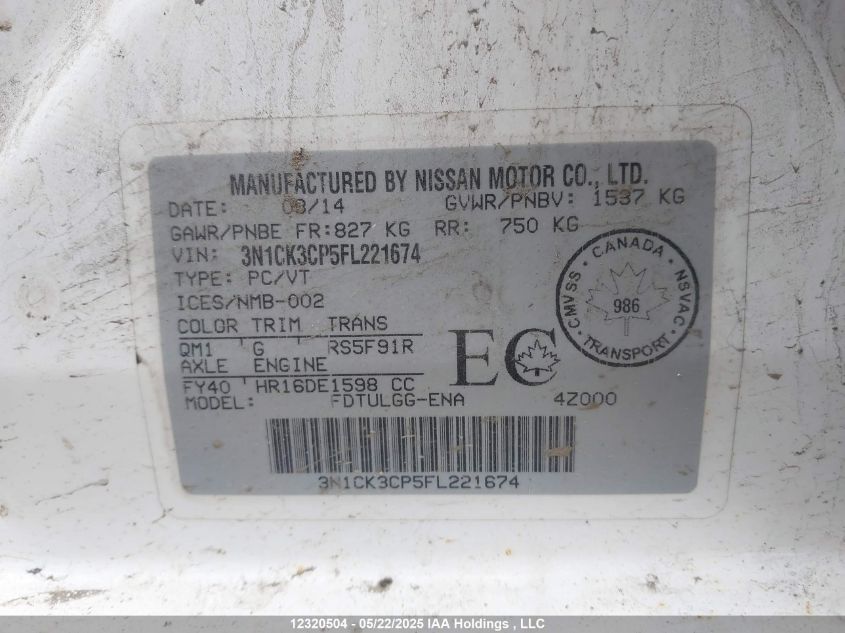 MANUFACTURED BY NISSAN MOTOR CO., LTD.
DATE: 08/14 GVWR/PNBV: 1537 KG
GAWR/PNBE FR: 827 KG RR: 750 KG
VIN: 3N1CK3CP5FL221674
TYPE: PC/VT
ICES/NMB-002
COLOR TRIM TRANS
QM1 ' G ' RS5F91R
AXLE ENGINE
FY40 ' HR16DE1598 CC
MODEL: FDTULGG-ENA 4Z000
EC
CANADA
CMVSS 986 NSVAC
TRANSPORT
3N1CK3CP5FL221674
12320504 - 05/22/2025 IAA Holdings , LLC